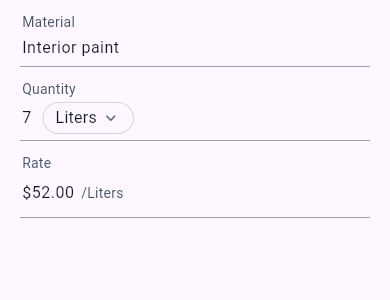 Material
Interior paint
Quantity
7 Liters
Rate
$52.00 /Liters